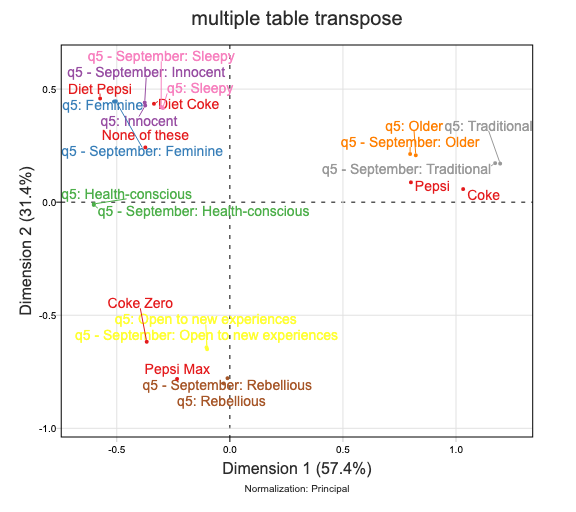 multiple table transpose
q5 - September: Sleepy
q5 - September: Innocent
Diet Pepsi
q5: Sleepy
q5: Feminine
Diet Coke
q5: Innocent
None of these
q5 - September: Feminine
q5: Older
q5: Traditional
q5 - September: Older
q5 - September: Traditional
Pepsi
Coke
q5: Health-conscious
q5 - September: Health-conscious
Coke Zero
q5: Open to new experiences
q5 - September: Open to new experiences
Pepsi Max
q5 - September: Rebellious
q5: Rebellious
0.5
0.0
-0.5
-1.0
Dimension 2 (31.4%)
-0.5
0.0
0.5
1.0
Dimension 1 (57.4%)
Normalization: Principal